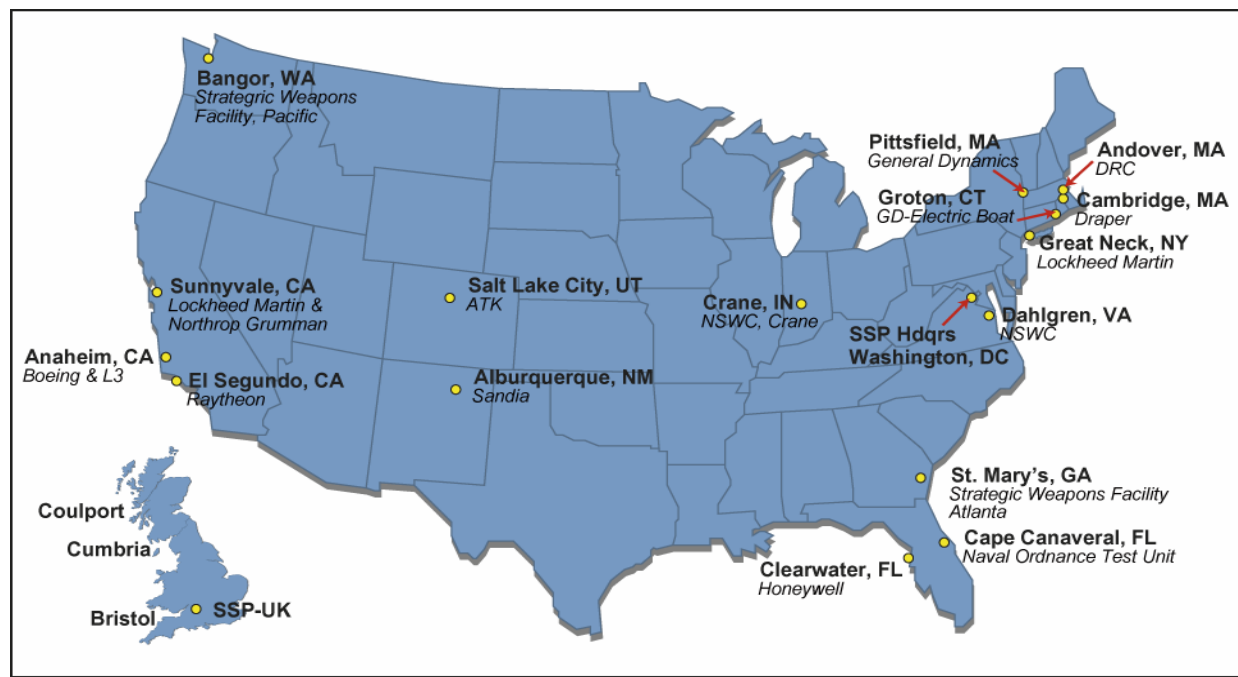 Bangor, WA
Strategric Weapons
Facility, Pacific
Pittsfield, MA
General Dynamics
Andover, MA
DRC
Groton, CT
GD-Electric Boat
Cambridge, MA
Draper
Great Neck, NY
Lockheed Martin
Sunnyvale, CA
Lockheed Martin &
Northrop Grumman
Salt Lake City, UT
ATK
Crane, IN
NSWC, Crane
SSP Hdqrs
Washington, DC
Dahlgren, VA
NSWC
Anaheim, CA
Boeing & L3
El Segundo, CA
Raytheon
Alburquerque, NM
Sandia
St. Mary's, GA
Strategic Weapons Facility
Atlanta
Cape Canaveral, FL
Naval Ordnance Test Unit
Clearwater, FL
Honeywell
Coulport
Cumbria
Bristol
SSP-UK